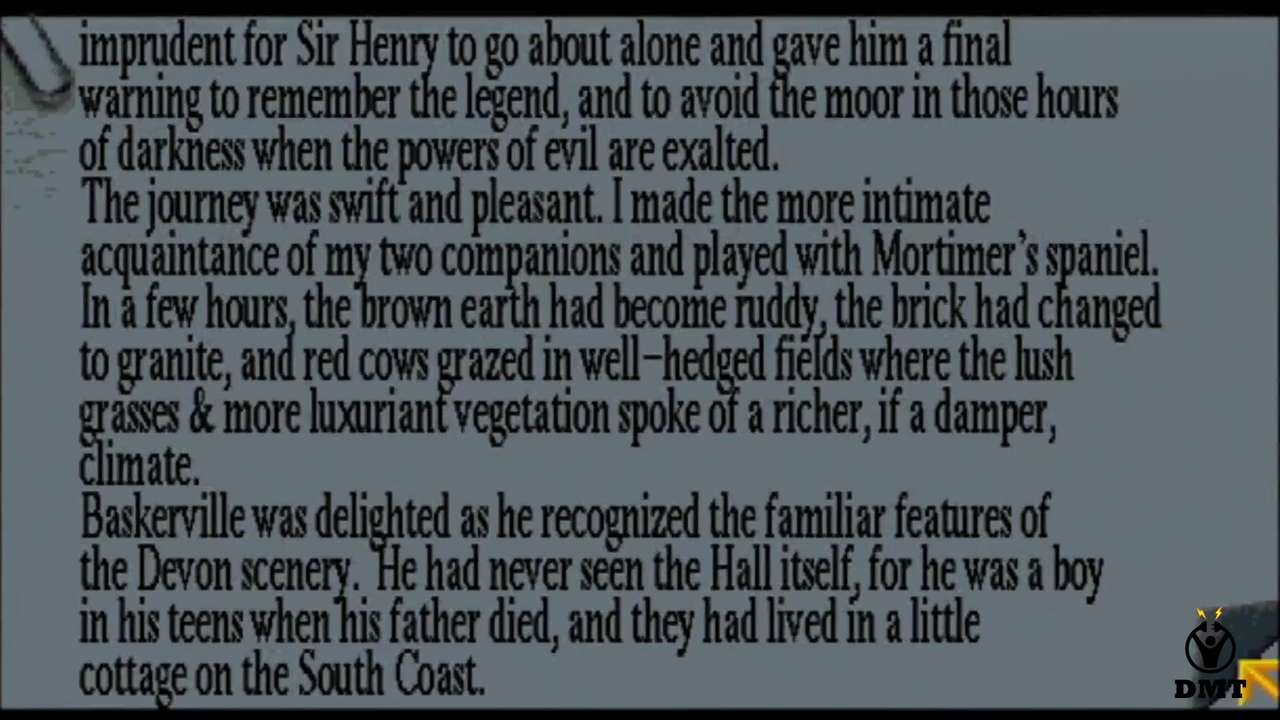 imprudent for Sir Henry to go about alone and gave him a final
warning to remember the legend, and to avoid the moor in those hours
of darkness when the powers of evil are exalted.
The journey was swift and pleasant. I made the more intimate
acquaintance of my two companions and played with Mortimer's spaniel.
In a few hours, the brown earth had become ruddy, the brick had changed
to granite, and red cows grazed in well-hedged fields where the lush
grasses & more luxuriant vegetation spoke of a richer, if a damper,
climate.
Baskerville was delighted as he recognized the familiar features of
the Devon scenery. He had never seen the Hall itself, for he was a boy
in his teens when his father died, and they had lived in a little
cottage on the South Coast.
DMT